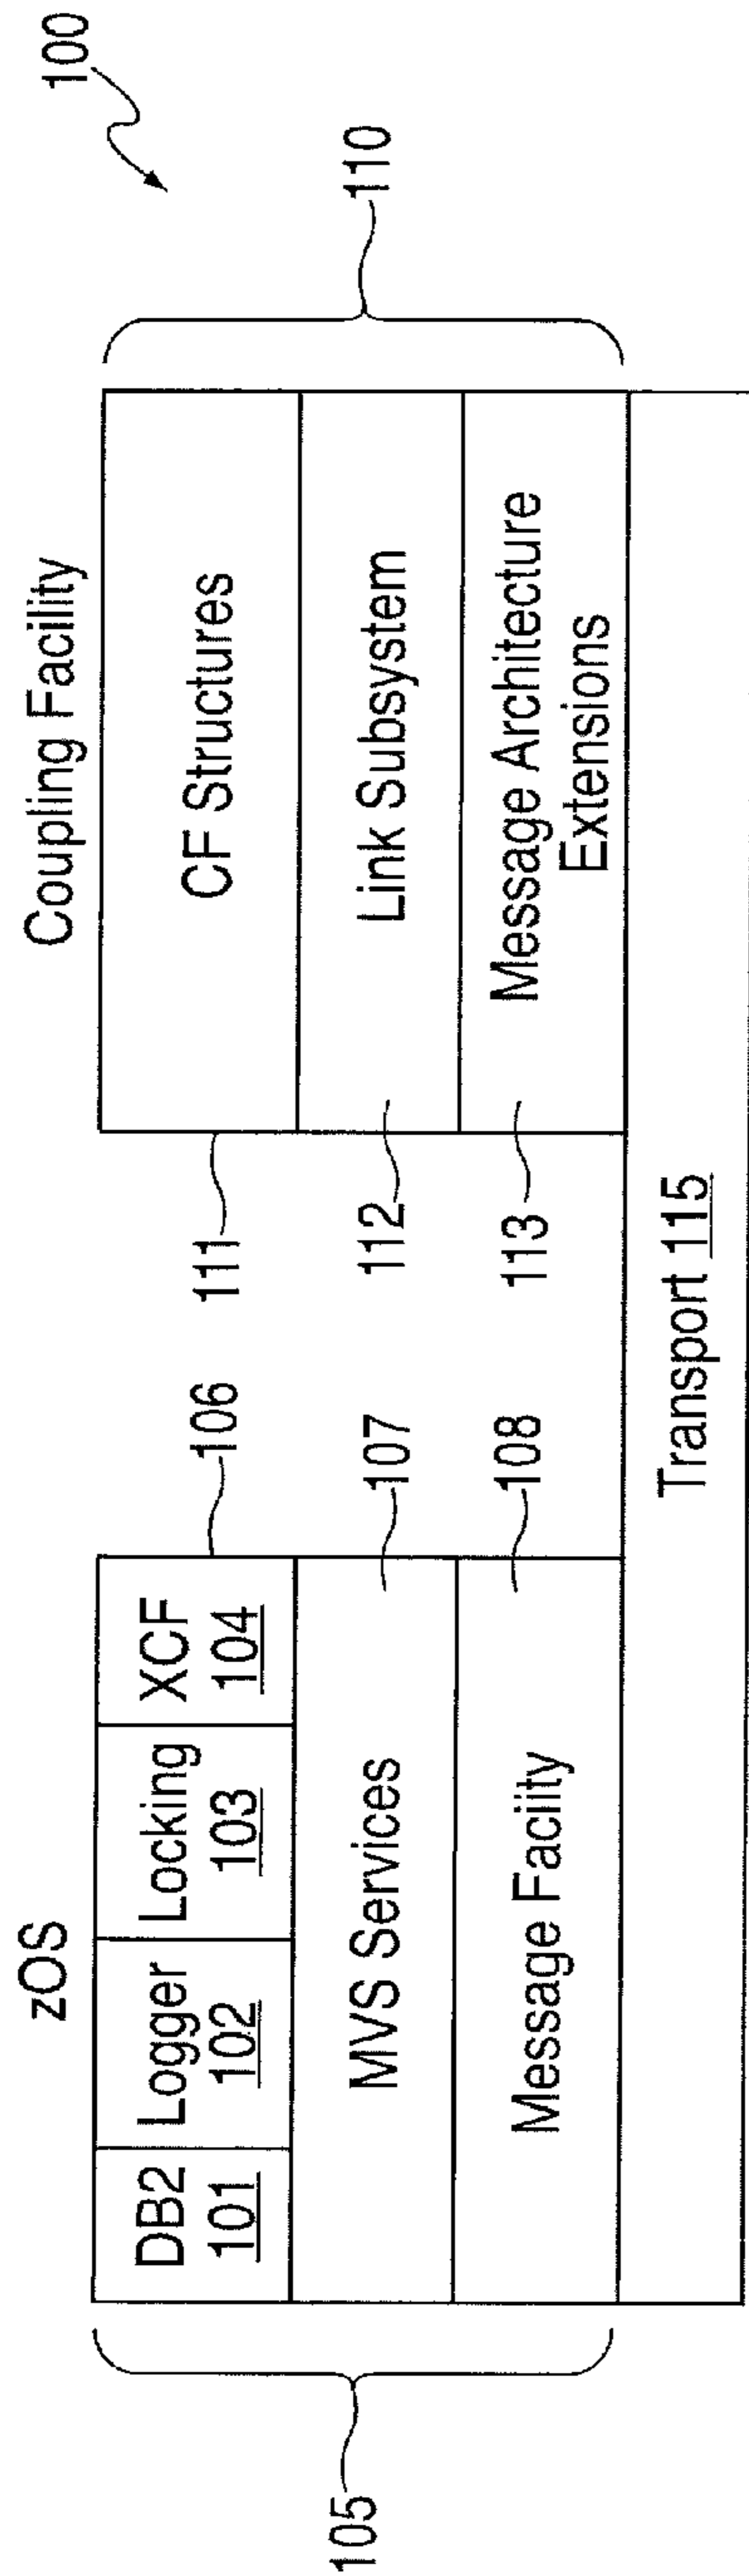 100
zOS
Coupling Facility
DB2
101
Logger
102
Locking
103
XCF
104
106
MVS Services
107
Message Faciity
108
105
CF Structures
111
Link Subsystem
112
Message Architecture
Extensions
113
110
Transport 115